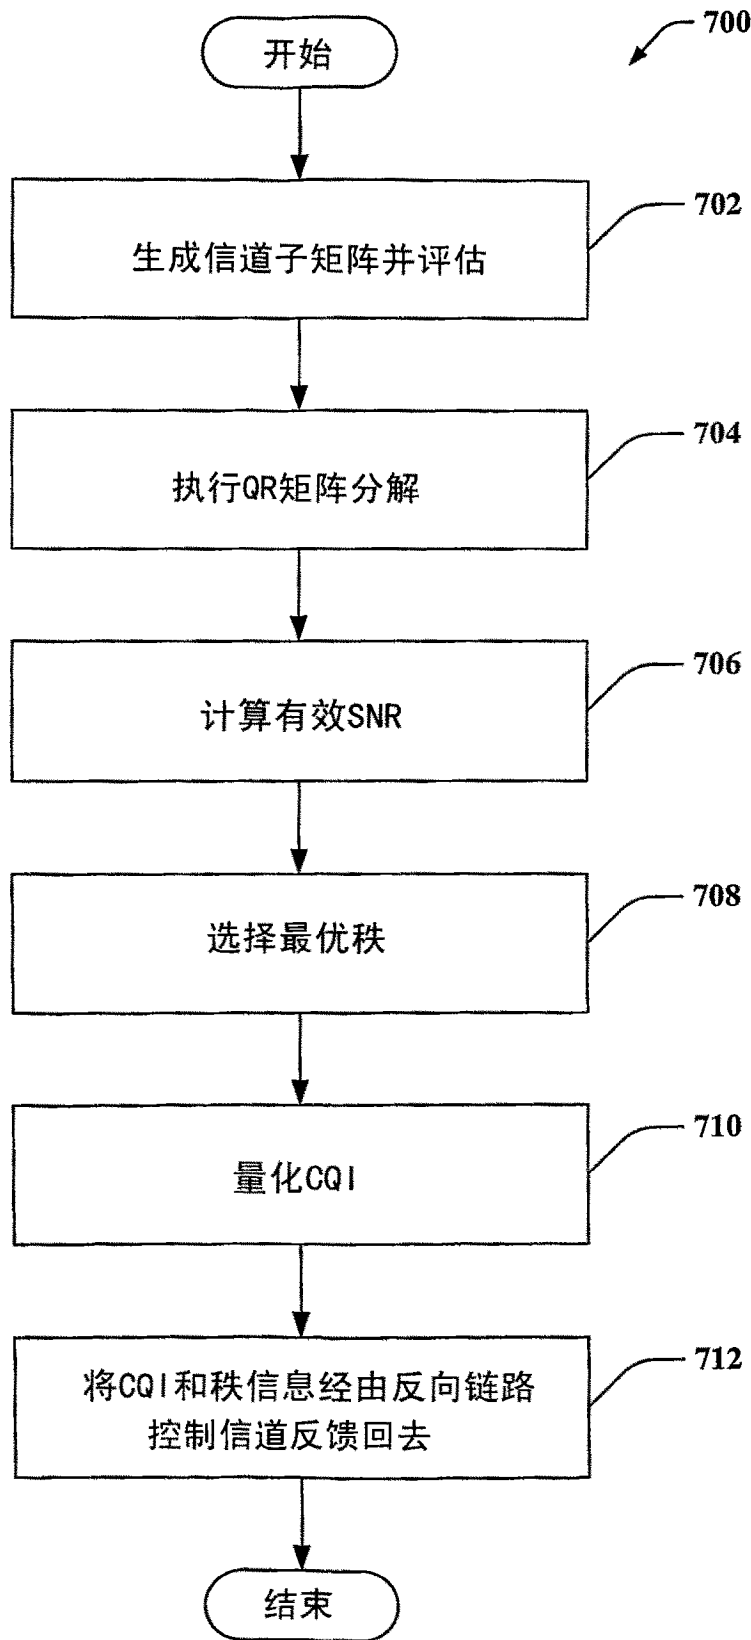 700
开始
702
生成信道子矩阵并评估
704
执行QR矩阵分解
706
计算有效SNR
708
选择最优秩
710
量化CQI
712
将CQI和秩信息经由反向链路
控制信道反馈回去
结束